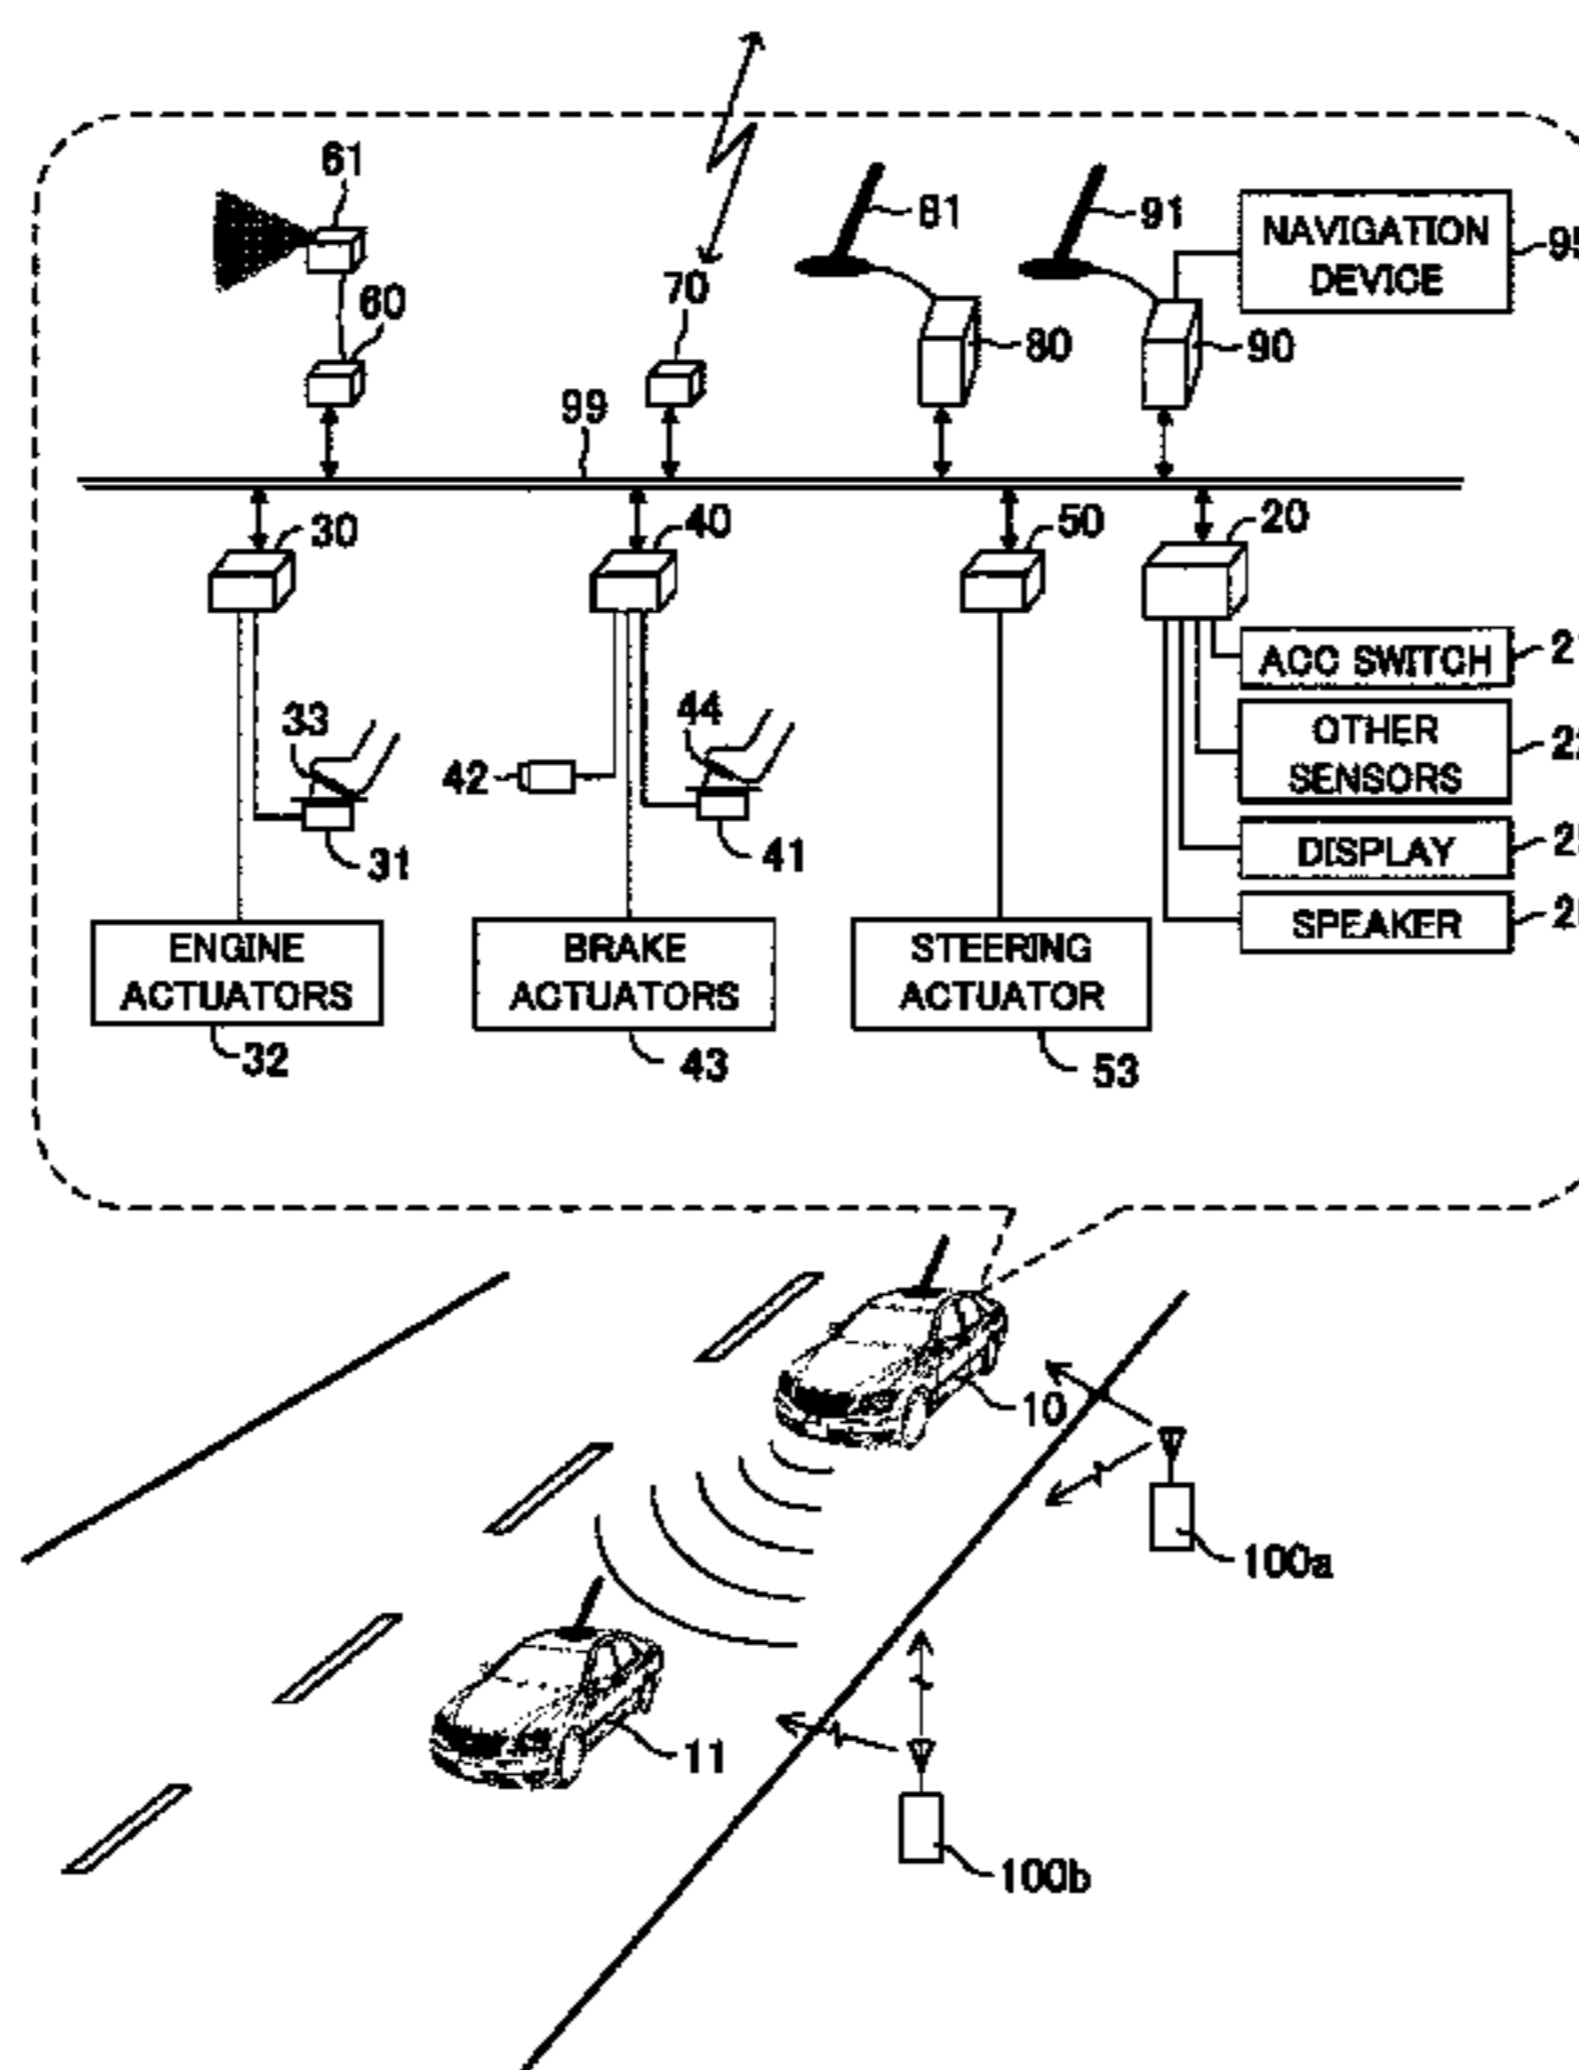 61
81
91
NAVIGATION
DEVICE
70
60
80
90
99
30
40
50
20
ACC SWITCH
33
44
OTHER
SENSORS
42
31
41
DISPLAY
SPEAKER
ENGINE
ACTUATORS
BRAKE
ACTUATORS
STEERING
ACTUATOR
32
43
53
10
100a
11
100b